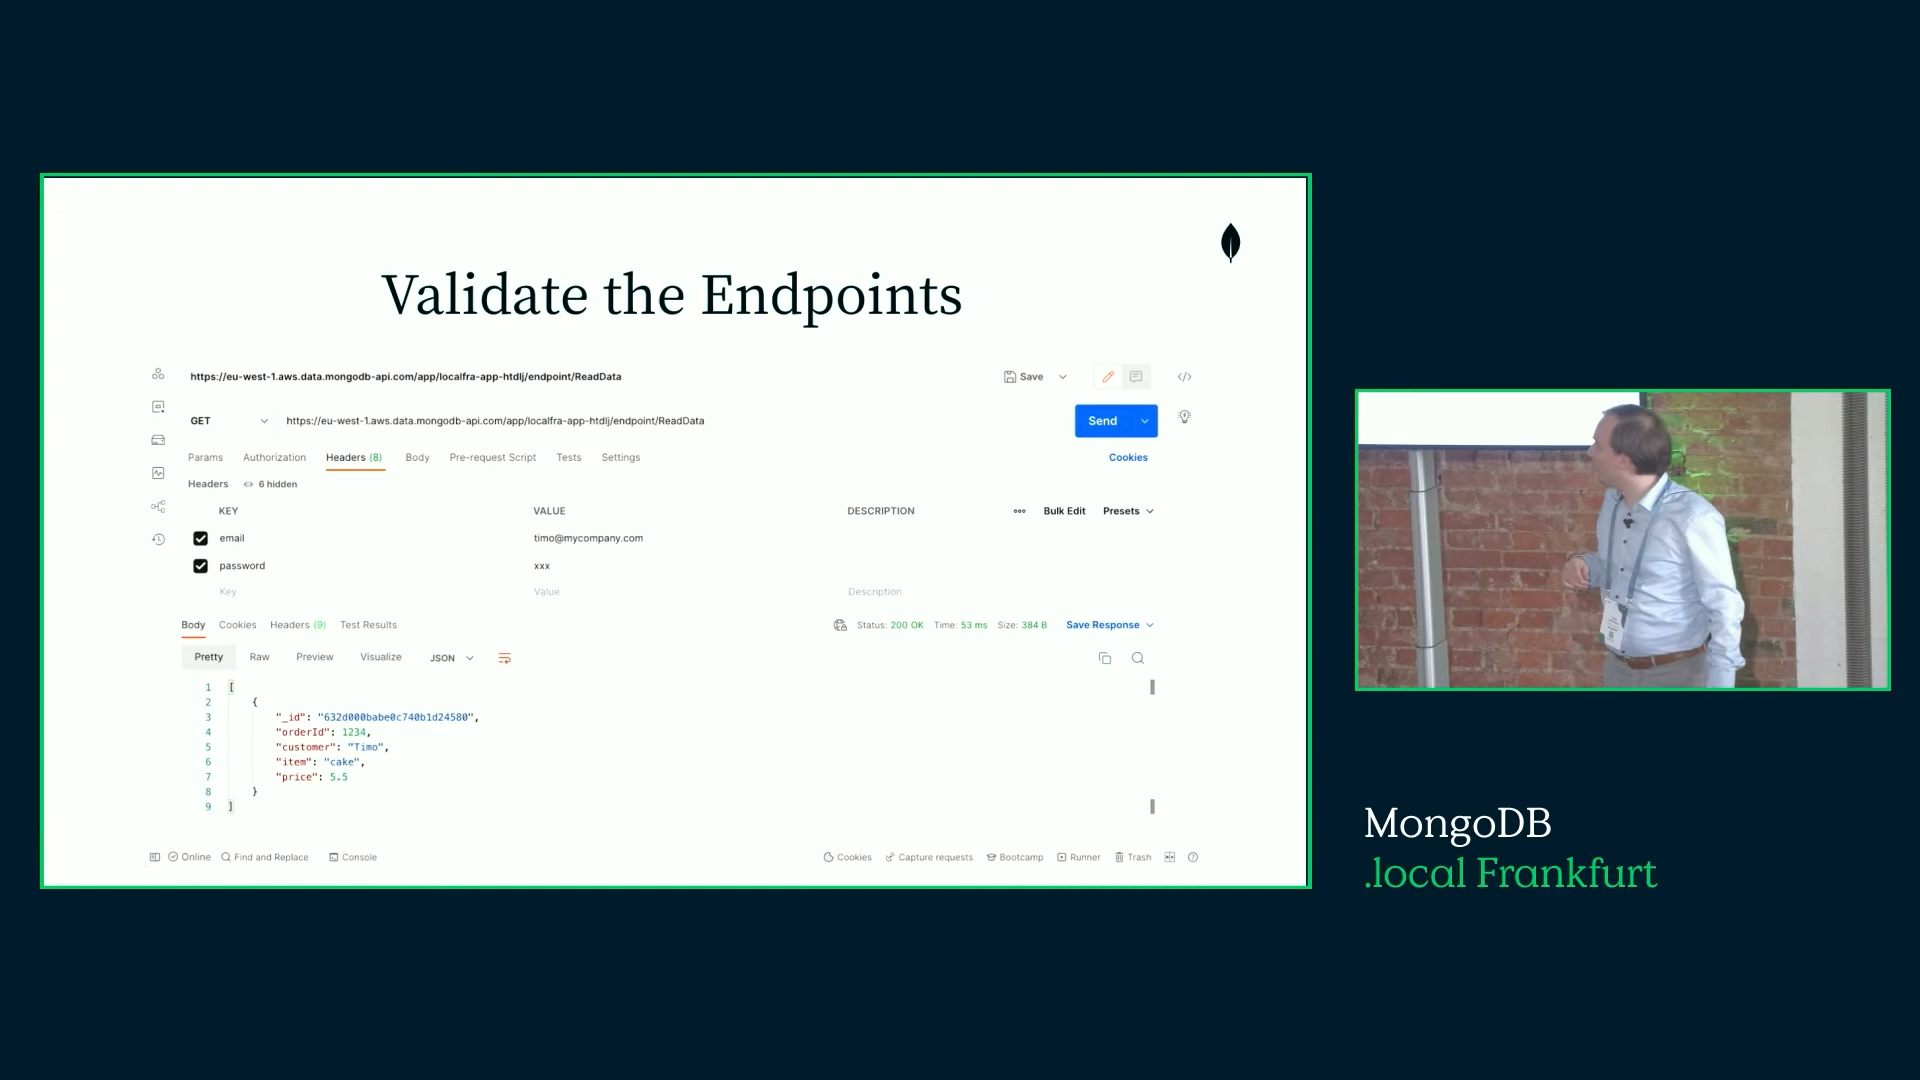 Validate the Endpoints
https://eu-west-1.aws.data.mongodb-api.com/app/localfra-app-htdlj/endpoint/ReadData
Save
GET
https://eu-west-1.aws.data.mongodb-api.com/app/localfra-app-htdlj/endpoint/ReadData
Send
Params Authorization Headers (8) Body Pre-request Script Tests Settings Cookies
Headers 6 hidden
KEY VALUE DESCRIPTION Bulk Edit Presets
email timo@mycompany.com
password xxx
Key Value Description
Body Cookies Headers (9) Test Results Status: 200 OK Time: 53 ms Size: 384 B Save Response
Pretty Raw Preview Visualize JSON
1 [
2 {
3 "_id": "632d000babe0c740b1d24580",
4 "orderId": 1234,
5 "customer": "Timo",
6 "item": "cake",
7 "price": 5.5
8 }
9 ]
Online Find and Replace Console Cookies Capture requests Bootcamp Runner Trash
MongoDB
.local Frankfurt